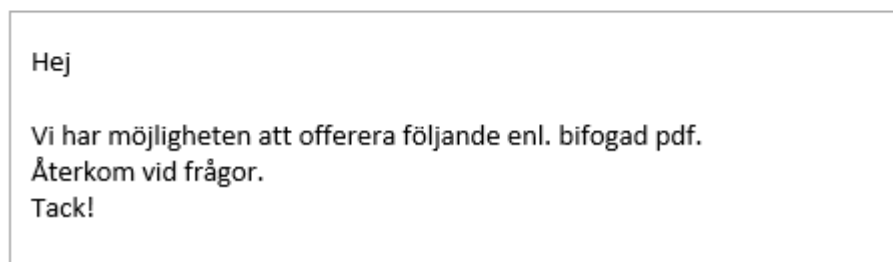 Hej
Vi har möjligheten att offerera följande enl. bifogad pdf.
Återkom vid frågor.
Tack!